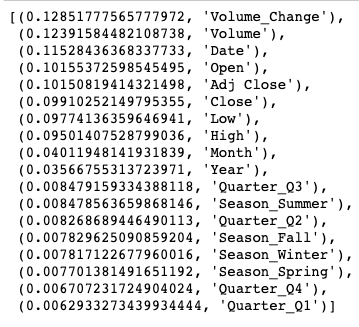 [(0.12851777565777972, 'Volume_Change'),
(0.12391584482108738, 'Volume'),
(0.11528436368337733, 'Date'),
(0.10155372598545495, 'Open'),
(0.10150819414321498, 'Adj Close'),
(0.09910252149795355, 'Close'),
(0.09774136359646941, 'Low'),
(0.09501407528799036, 'High'),
(0.04011948141931839, 'Month'),
(0.03566755313723971, 'Year'),
(0.008479159334388118, 'Quarter_Q3'),
(0.008478563659868146, 'Season_Summer'),
(0.008268689446490113, 'Quarter_Q2'),
(0.007829625090859204, 'Season_Fall'),
(0.007817122677960016, 'Season_Winter'),
(0.007701381491651192, 'Season_Spring'),
(0.006707231724904024, 'Quarter_Q4'),
(0.0062933273439934444, 'Quarter_Q1')]